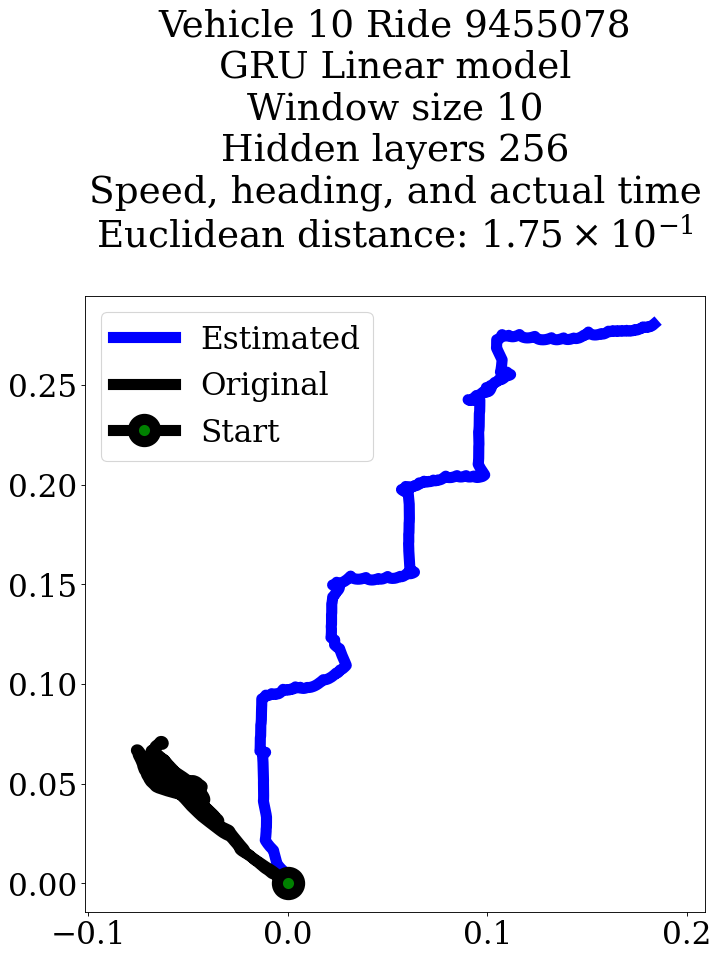 Vehicle 10 Ride 9455078
GRU Linear model
Window size 10
Hidden layers 256
Speed, heading, and actual time
Euclidean distance: 1.75 × 10⁻¹
Estimated
Original
Start
0.25
0.20
0.15
0.10
0.05
0.00
−0.1 0.0 0.1 0.2